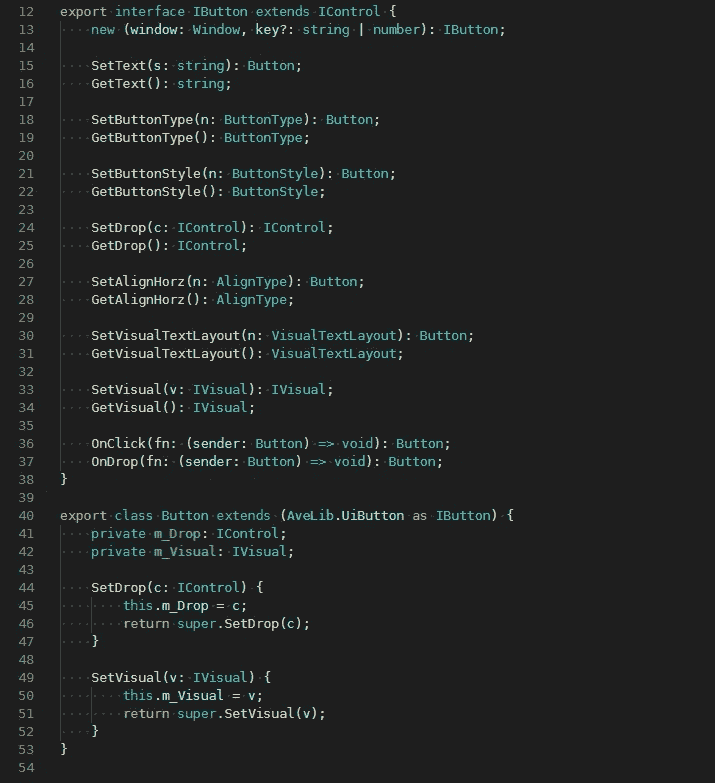 12 export interface IButton extends IControl {
13     new (window: Window, key?: string | number): IButton;
14
15     SetText(s: string): Button;
16     GetText(): string;
17
18     SetButtonType(n: ButtonType): Button;
19     GetButtonType(): ButtonType;
20
21     SetButtonStyle(n: ButtonStyle): Button;
22     GetButtonStyle(): ButtonStyle;
23
24     SetDrop(c: IControl): IControl;
25     GetDrop(): IControl;
26
27     SetAlignHorz(n: AlignType): Button;
28     GetAlignHorz(): AlignType;
29
30     SetVisualTextLayout(n: VisualTextLayout): Button;
31     GetVisualTextLayout(): VisualTextLayout;
32
33     SetVisual(v: IVisual): IVisual;
34     GetVisual(): IVisual;
35
36     OnClick(fn: (sender: Button) => void): Button;
37     OnDrop(fn: (sender: Button) => void): Button;
38 }
39
40 export class Button extends (AveLib.UiButton as IButton) {
41     private m_Drop: IControl;
42     private m_Visual: IVisual;
43
44     SetDrop(c: IControl) {
45         this.m_Drop = c;
46         return super.SetDrop(c);
47     }
48
49     SetVisual(v: IVisual) {
50         this.m_Visual = v;
51         return super.SetVisual(v);
52     }
53 }
54